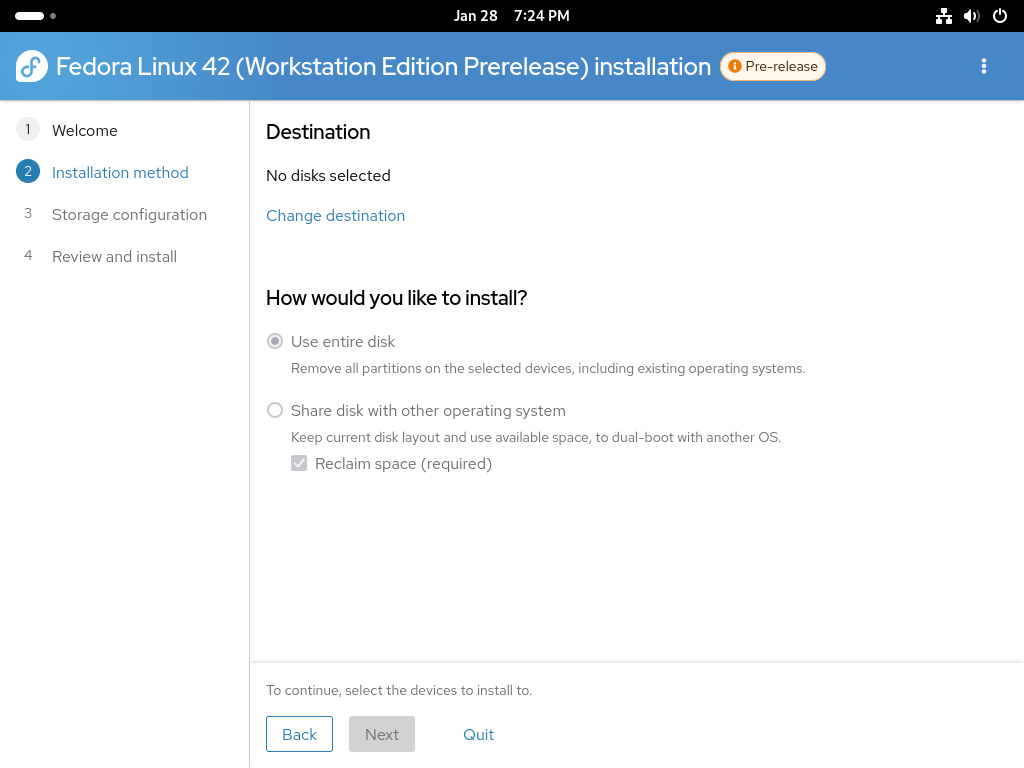 Jan 28 7:24 PM
Fedora Linux 42 (Workstation Edition Prerelease) installation
Pre-release
1 Welcome
2 Installation method
3 Storage configuration
4 Review and install
Destination
No disks selected
Change destination
How would you like to install?
Use entire disk
Remove all partitions on the selected devices, including existing operating systems.
Share disk with other operating system
Keep current disk layout and use available space, to dual-boot with another OS.
Reclaim space (required)
To continue, select the devices to install to.
Back Next Quit